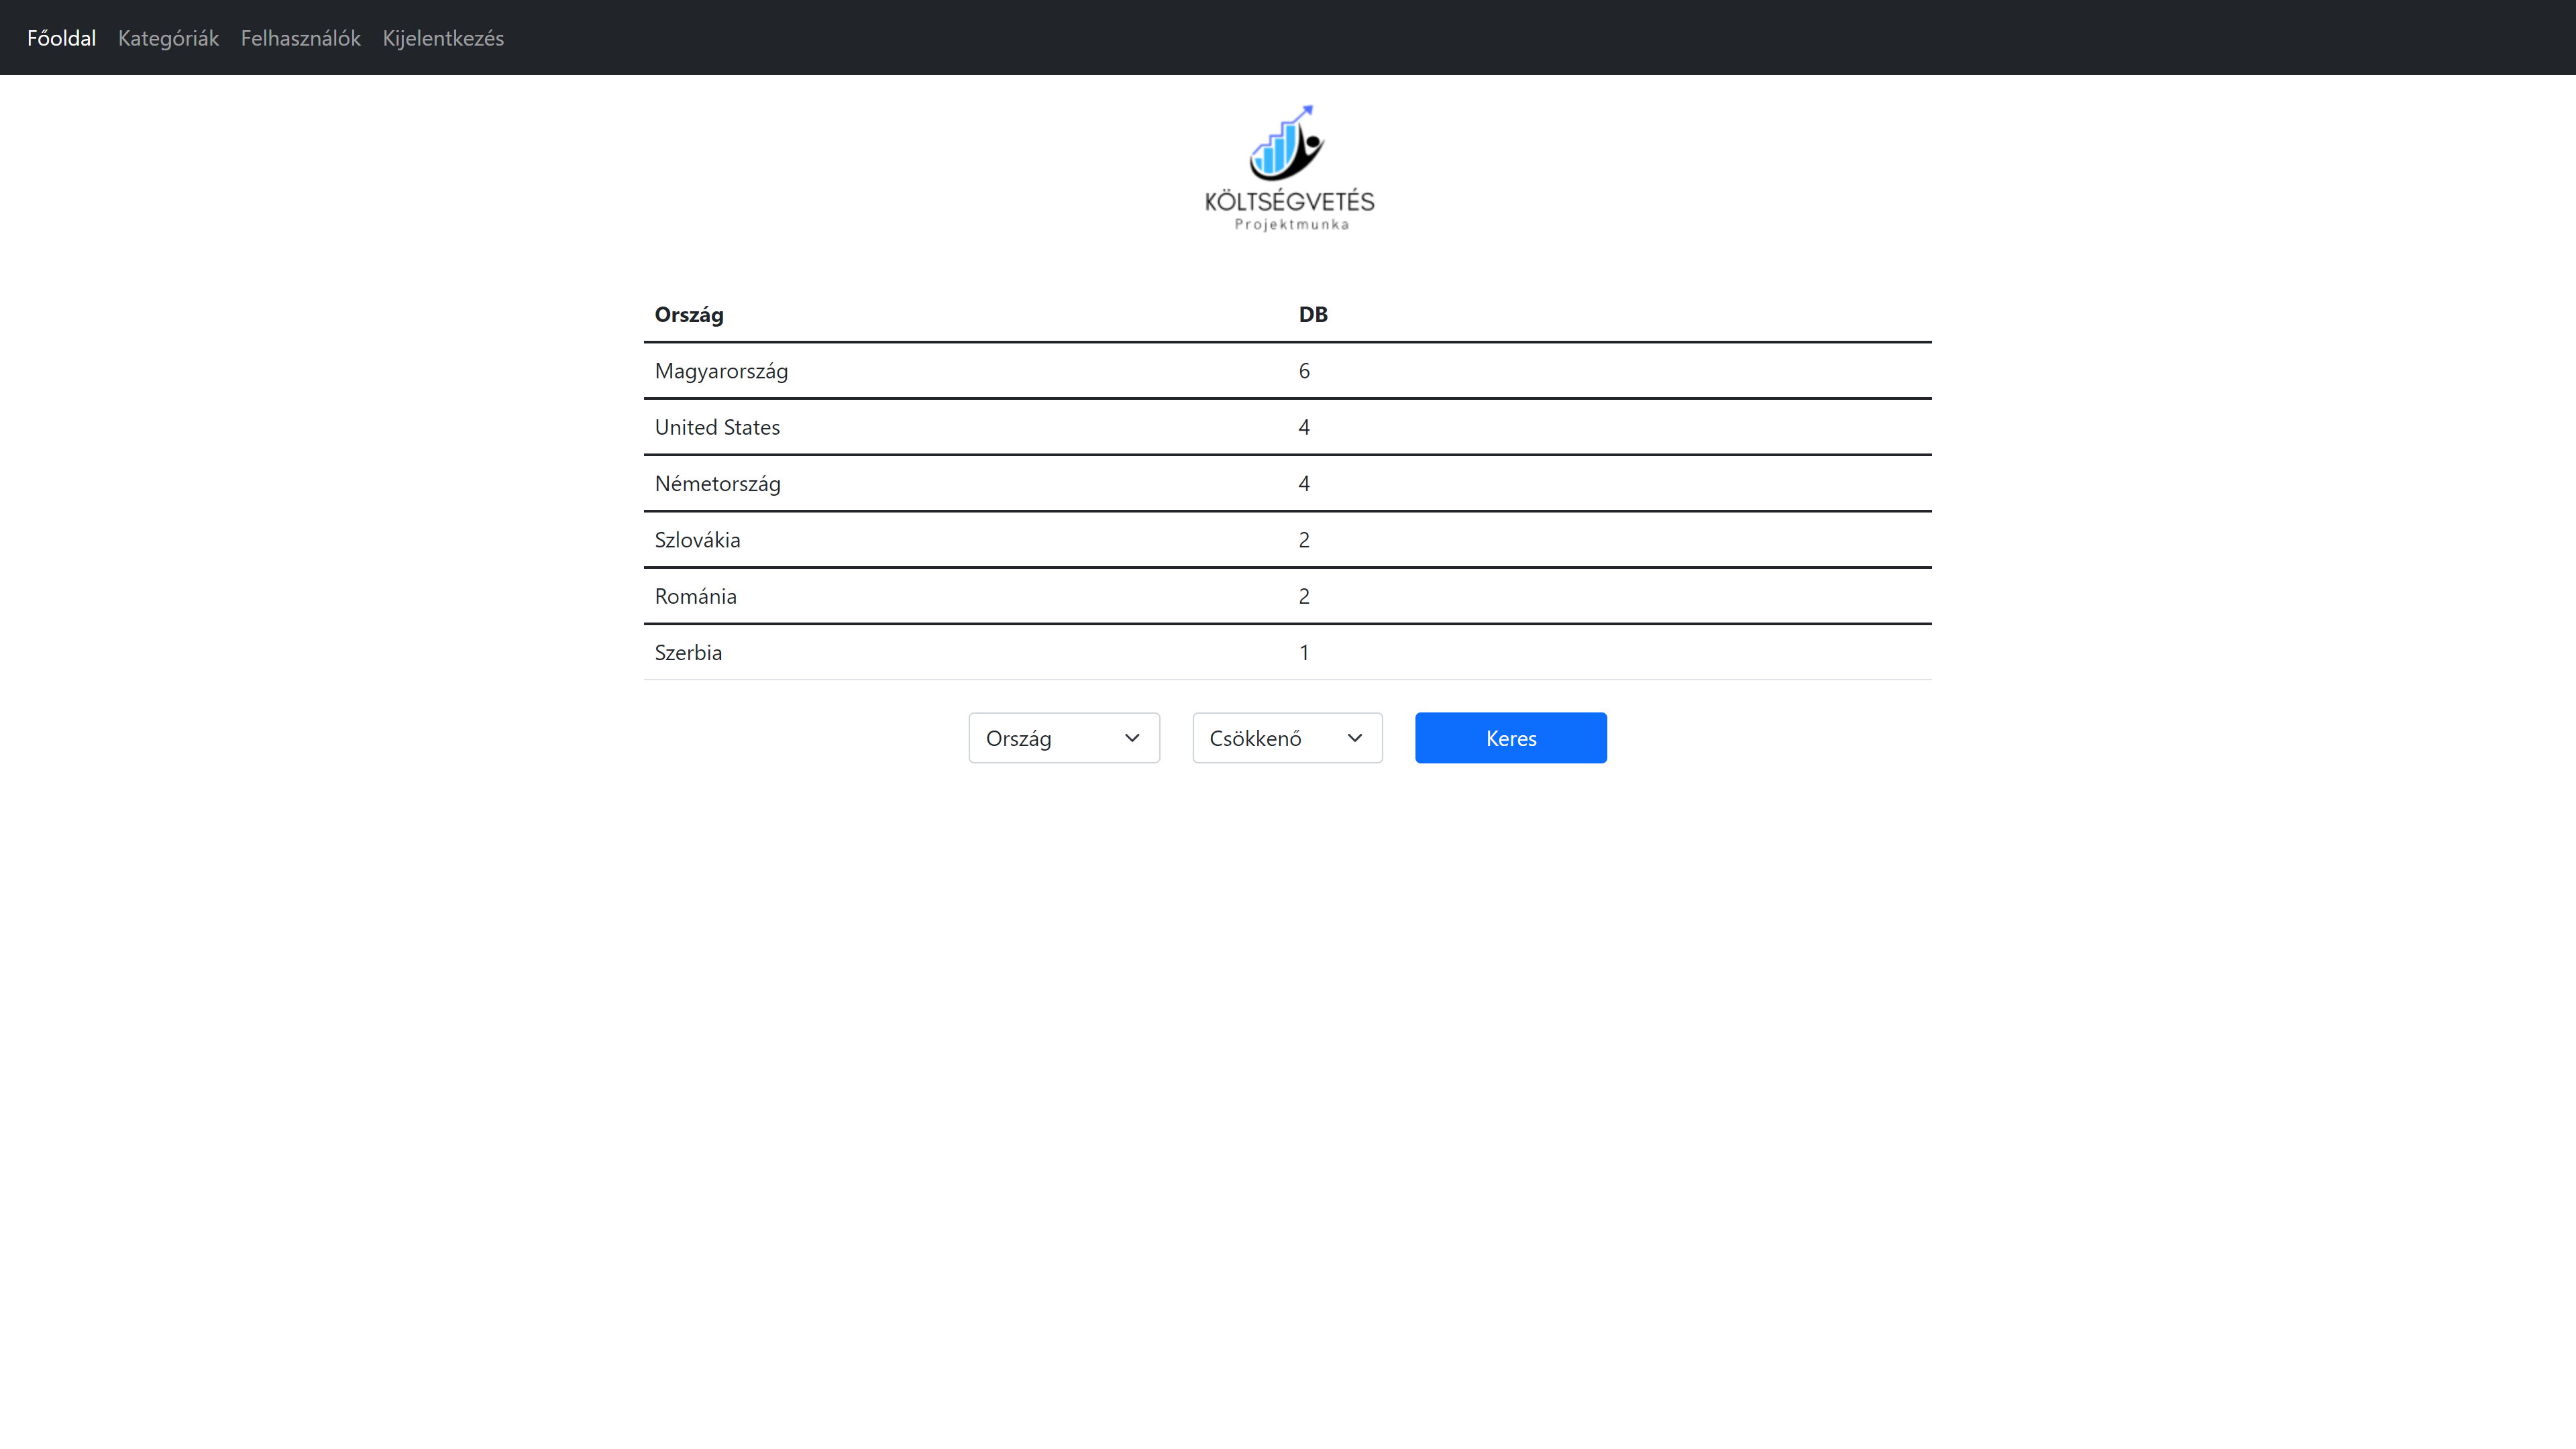 Főoldal Kategóriák Felhasználók Kijelentkezés
KÖLTSÉGVETÉS
Projektmunka
Ország DB
Magyarország 6
United States 4
Németország 4
Szlovákia 2
Románia 2
Szerbia 1
Ország Csökkenő Keres